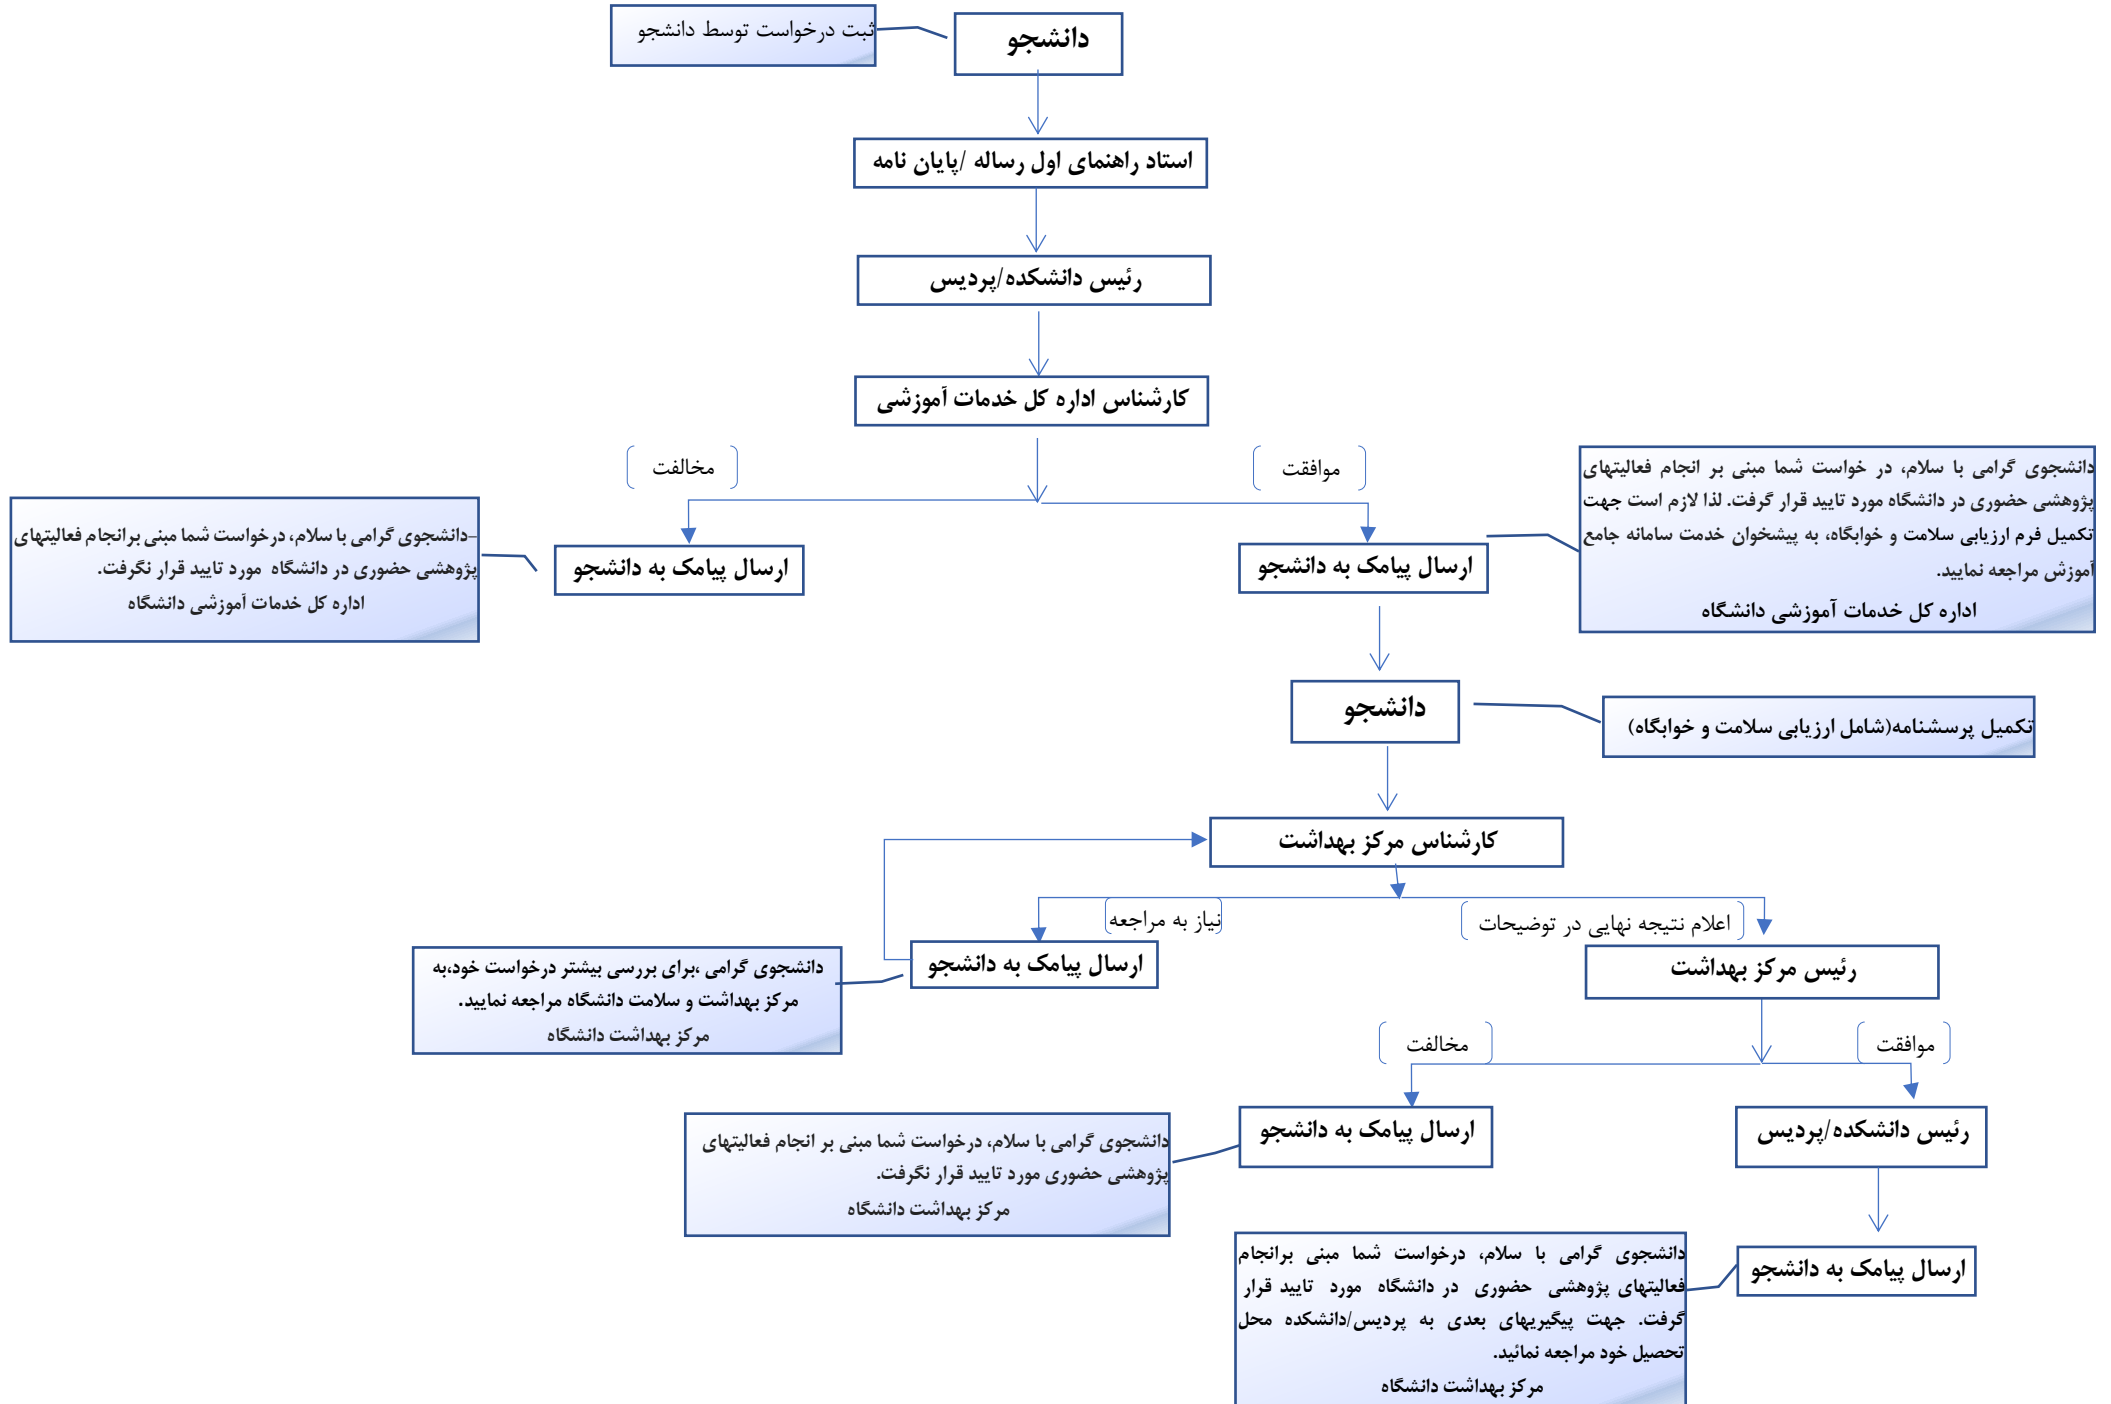 دانشجو
ثبت درخواست توسط دانشجو
استاد راهنمای اول رساله /پایان نامه
رئیس دانشکده/پردیس
کارشناس اداره کل خدمات آموزشی
موافقت
مخالفت
دانشجوی گرامی با سلام، در خواست شما مبنی بر انجام فعالیتهای
پژوهشی حضوری در دانشگاه مورد تایید قرار گرفت. لذا لازم است جهت
تکمیل فرم ارزیابی سلامت و خوابگاه، به پیشخوان خدمت سامانه جامع
آموزش مراجعه نمایید.
اداره کل خدمات آموزشی دانشگاه
ارسال پیامک به دانشجو
ارسال پیامک به دانشجو
–دانشجوی گرامی با سلام، درخواست شما مبنی برانجام فعالیتهای
پژوهشی حضوری در دانشگاه مورد تایید قرار نگرفت.
اداره کل خدمات آموزشی دانشگاه
دانشجو
تکمیل پرسشنامه(شامل ارزیابی سلامت و خوابگاه)
کارشناس مرکز بهداشت
اعلام نتیجه نهایی در توضیحات
نیاز به مراجعه
رئیس مرکز بهداشت
ارسال پیامک به دانشجو
دانشجوی گرامی ،برای بررسی بیشتر درخواست خود،به
مرکز بهداشت و سلامت دانشگاه مراجعه نمایید.
مرکز بهداشت دانشگاه
موافقت
مخالفت
رئیس دانشکده/پردیس
ارسال پیامک به دانشجو
دانشجوی گرامی با سلام، درخواست شما مبنی بر انجام فعالیتهای
پژوهشی حضوری مورد تایید قرار نگرفت.
مرکز بهداشت دانشگاه
ارسال پیامک به دانشجو
دانشجوی گرامی با سلام، درخواست شما مبنی برانجام
فعالیتهای پژوهشی حضوری در دانشگاه مورد تایید قرار
گرفت. جهت پیگیریهای بعدی به پردیس/دانشکده محل
تحصیل خود مراجعه نمائید.
مرکز بهداشت دانشگاه